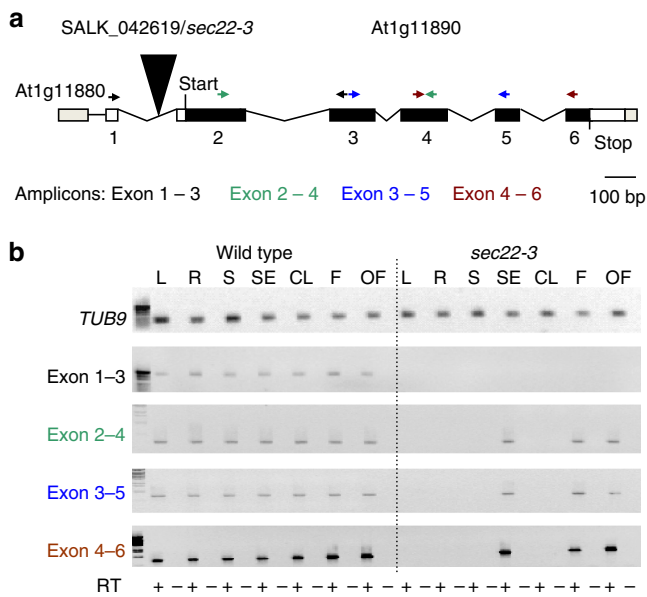 a
SALK_042619/sec22-3 At1g11890
At1g11880 Start
1 2 3 4 5 6 Stop
Amplicons: Exon 1 – 3 Exon 2 – 4 Exon 3 – 5 Exon 4 – 6 100 bp
b
Wild type sec22-3
L R S SE CL F OF L R S SE CL F OF
TUB9
Exon 1–3
Exon 2–4
Exon 3–5
Exon 4–6
RT + – + – + – + – + – + – + – + – + – + – + – + – + – + –